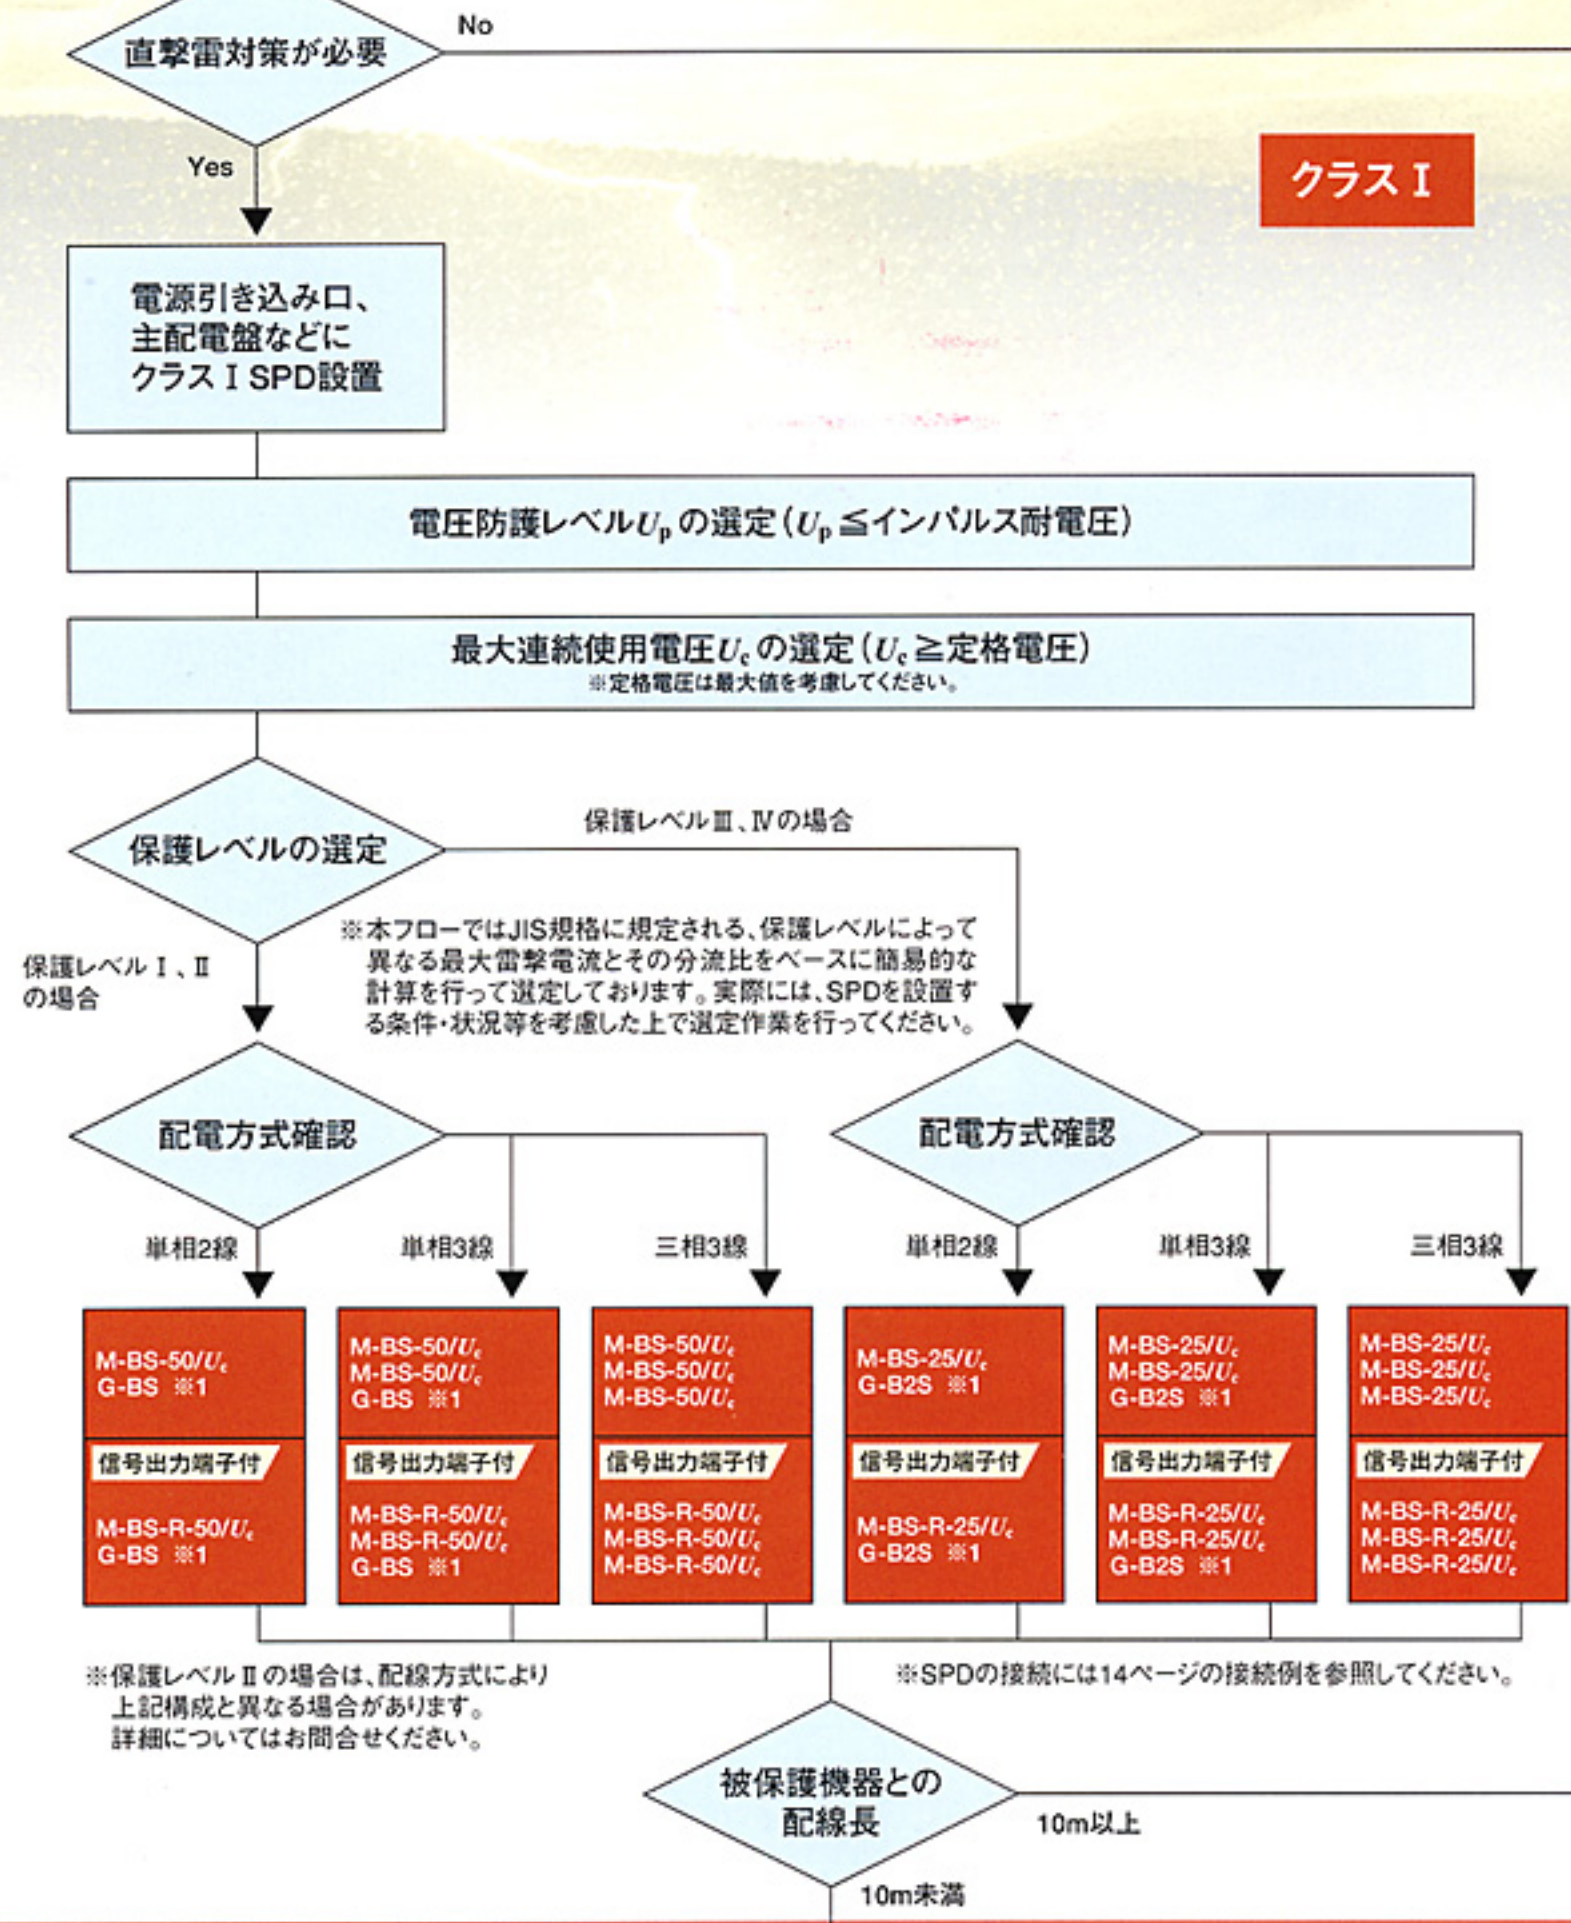 直撃雷対策が必要
No
Yes
クラスⅠ
電源引き込み口、
主配電盤などに
クラスⅠSPD設置
電圧防護レベルUpの選定(Up≦インパルス耐電圧)
最大連続使用電圧Ucの選定(Uc≧定格電圧)
※定格電圧は最大値を考慮してください。
保護レベルの選定
保護レベルⅢ、Ⅳの場合
保護レベルⅠ、Ⅱ
の場合
※本フローではJIS規格に規定される、保護レベルによって
異なる最大雷撃電流とその分流比をベースに簡易的な
計算を行って選定しております。実際には、SPDを設置す
る条件・状況等を考慮した上で選定作業を行ってください。
配電方式確認
配電方式確認
単相2線
単相3線
三相3線
単相2線
単相3線
三相3線
M-BS-50/Uc
G-BS ※1
信号出力端子付
M-BS-R-50/Uc
G-BS ※1
M-BS-50/Uc
M-BS-50/Uc
G-BS ※1
信号出力端子付
M-BS-R-50/Uc
M-BS-R-50/Uc
G-BS ※1
M-BS-50/Uc
M-BS-50/Uc
M-BS-50/Uc
信号出力端子付
M-BS-R-50/Uc
M-BS-R-50/Uc
M-BS-R-50/Uc
M-BS-25/Uc
G-B2S ※1
信号出力端子付
M-BS-R-25/Uc
G-B2S ※1
M-BS-25/Uc
M-BS-25/Uc
G-B2S ※1
信号出力端子付
M-BS-R-25/Uc
M-BS-R-25/Uc
G-B2S ※1
M-BS-25/Uc
M-BS-25/Uc
M-BS-25/Uc
信号出力端子付
M-BS-R-25/Uc
M-BS-R-25/Uc
M-BS-R-25/Uc
※保護レベルⅡの場合は、配線方式により
上記構成と異なる場合があります。
詳細についてはお問合せください。
※SPDの接続には14ページの接続例を参照してください。
被保護機器との
配線長
10m以上
10m未満